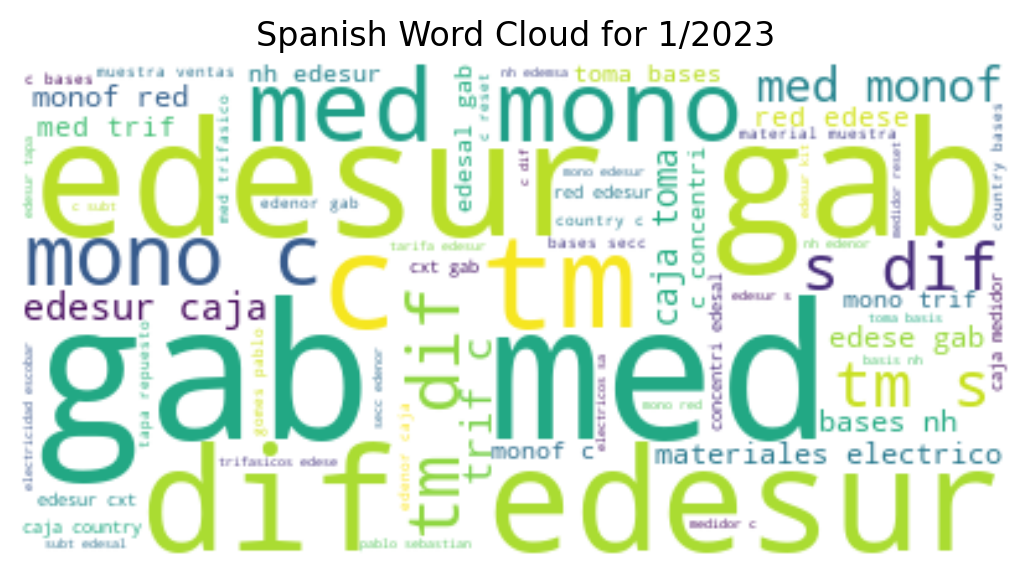 Spanish Word Cloud for 1/2023
c bases
muestra ventas
nh edesur
edesal gab
c reset
nh edemsa
toma bases
med monof
monof red
med trifasico
med mono
red edese
country bases
edesur tapa
med trif
material muestra
edesur gab
c dif
mono edesur
caja toma
c concentri
edesur kit
medidor reset
c subt
edenor gab
red edesur
country c
mono c
tarifa edesur
bases secc
nh edenor
s dif
c tm
cxt gab
edesur caja
concentri edesal
edesur s
mono trif
toma basis
caja medidor
electricidad escobar
gab med
tapa repuesto
gomes pablo
secc edenor
tm dif
trif c
electricos sa
edese gab
basis nh
tm s
mono red
edenor caja
bases nh
monof c
materiales electrico
trifasicos edese
dif edesur
edesur cxt
caja country
medidor c
subt edesal
pablo sebastian